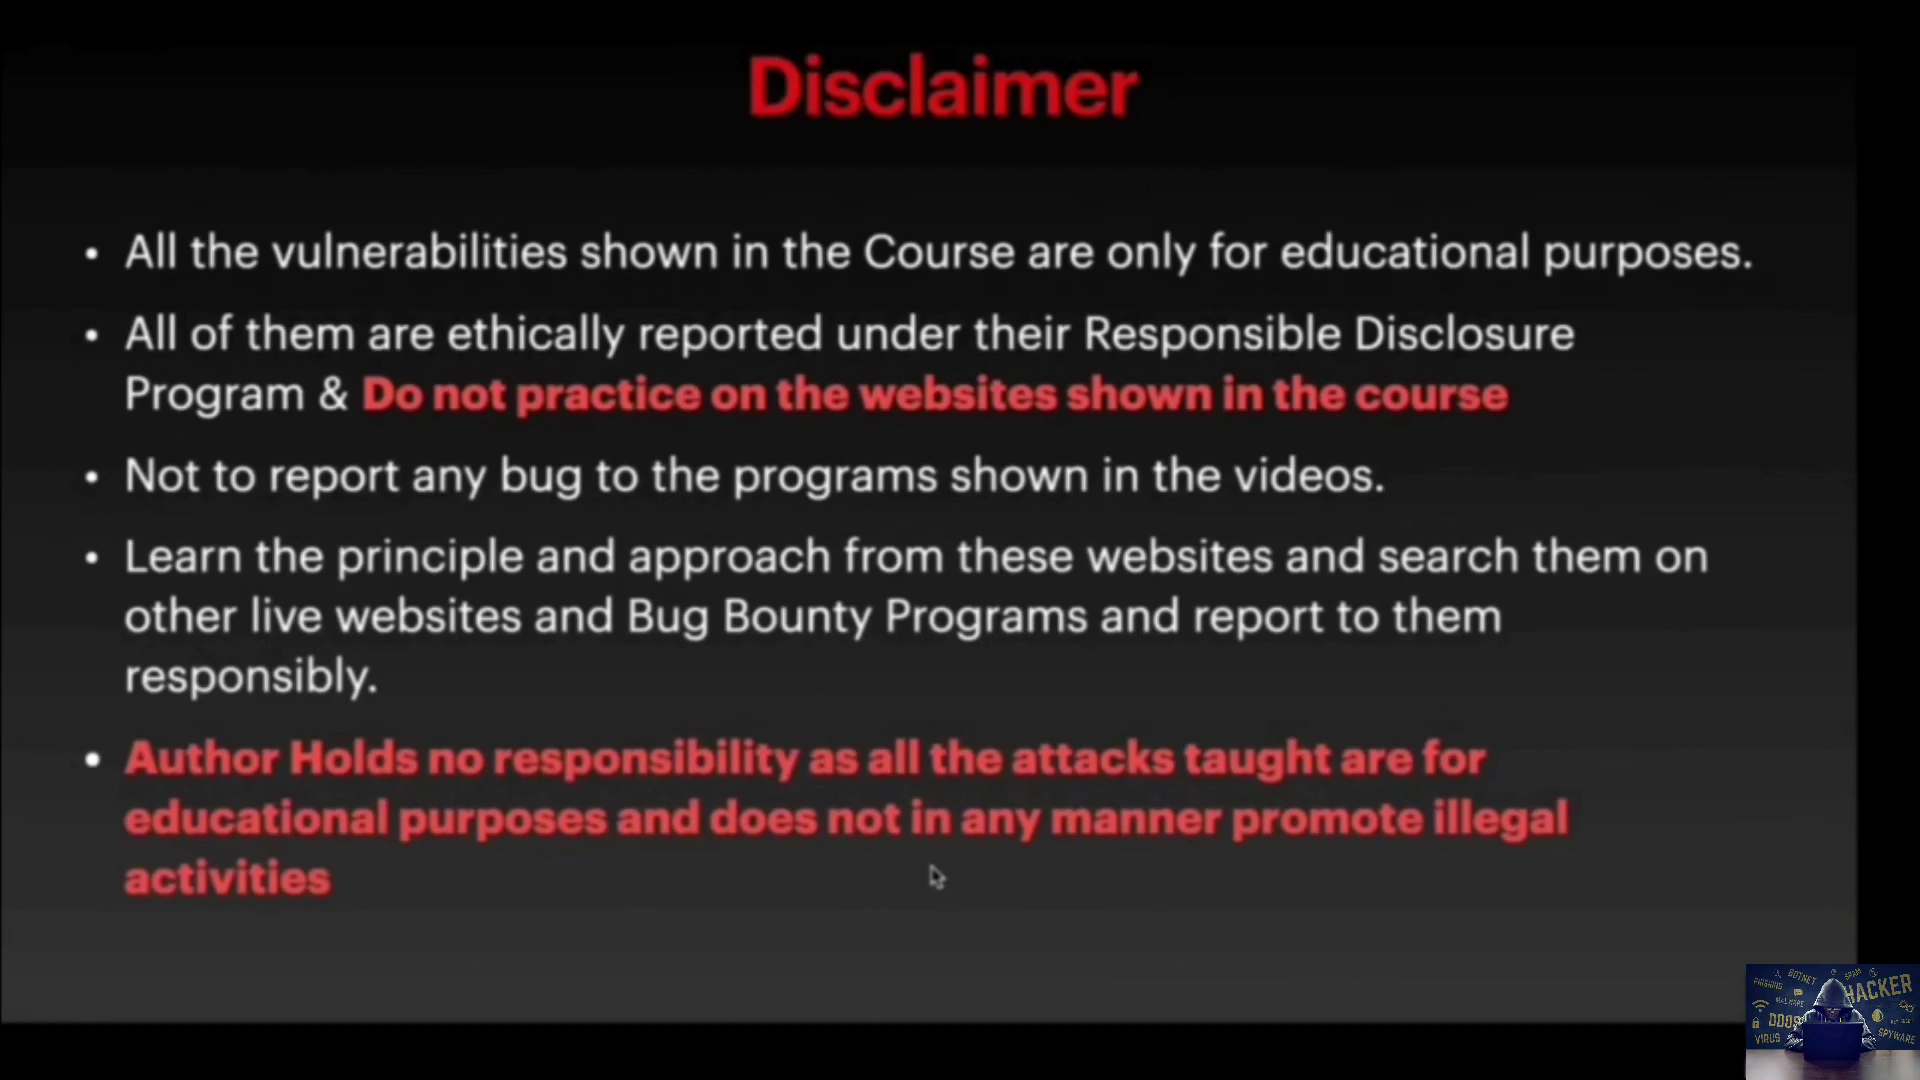 Disclaimer
• All the vulnerabilities shown in the Course are only for educational purposes.
• All of them are ethically reported under their Responsible Disclosure
Program & Do not practice on the websites shown in the course
• Not to report any bug to the programs shown in the videos.
• Learn the principle and approach from these websites and search them on
other live websites and Bug Bounty Programs and report to them
responsibly.
• Author Holds no responsibility as all the attacks taught are for
educational purposes and does not in any manner promote illegal
activities
PHISHING
BOTNET
SPAM
HACKER
MALWARE
DDOS
VIRUS
SPYWARE